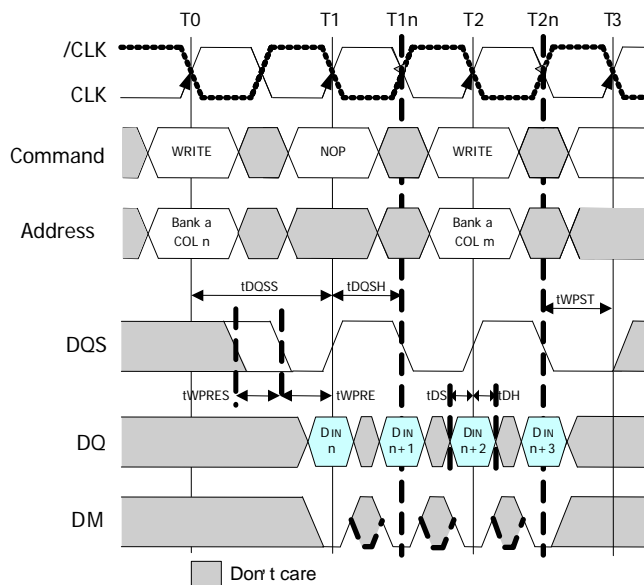 T0 T1 T1n T2 T2n T3
/CLK
CLK
Command WRITE NOP WRITE
Address Bank a COL n Bank a COL m
tDQSS tDQSH tWPST
DQS
tWPRES tWPRE tDS tDH
DQ DIN n DIN n+1 DIN n+2 DIN n+3
DM
Don't care